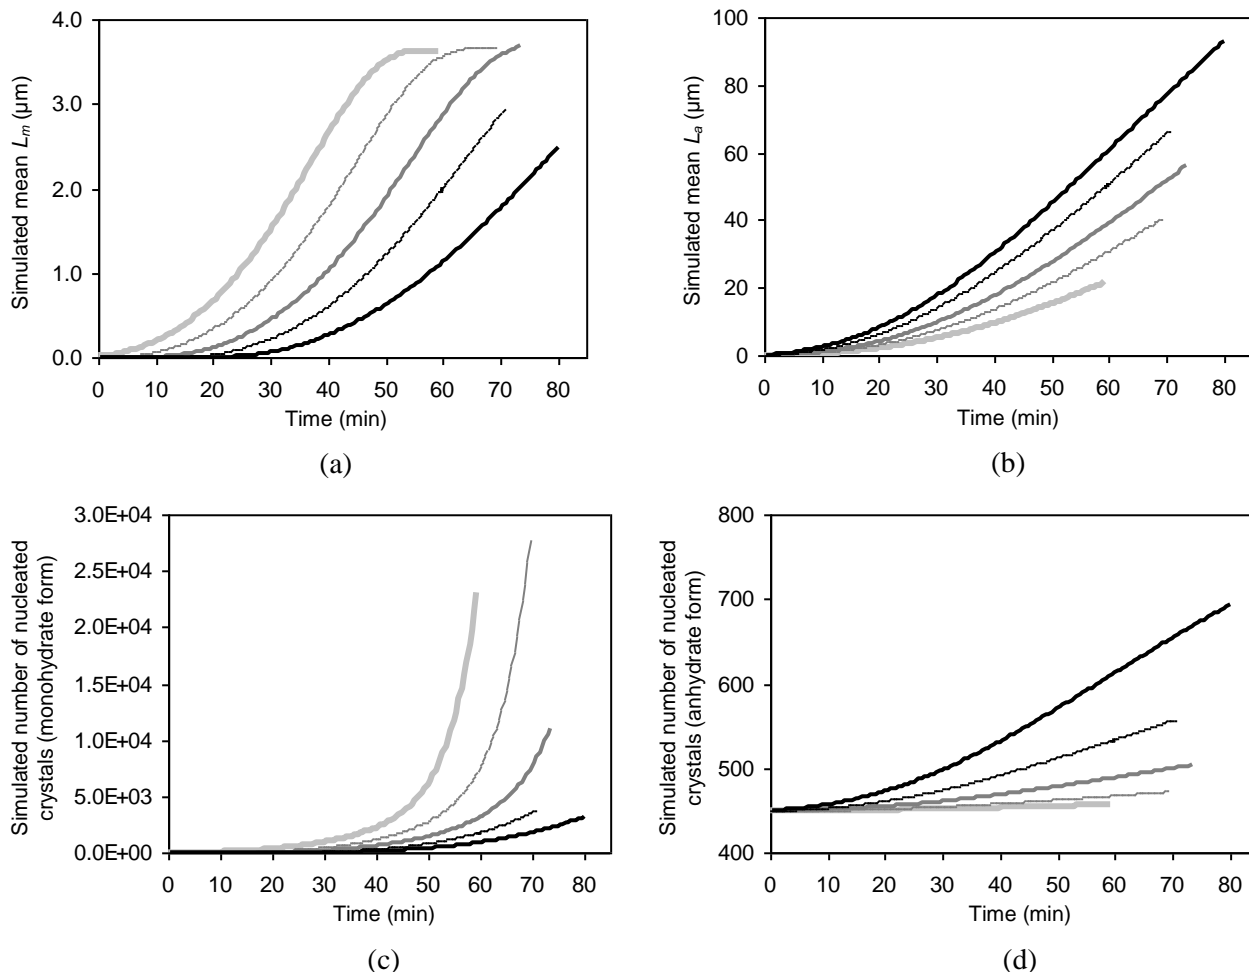 4.0
3.0
2.0
1.0
0.0
Simulated mean Lm (µm)
0 10 20 30 40 50 60 70 80
Time (min)
(a)
100
80
60
40
20
0
Simulated mean La (µm)
0 10 20 30 40 50 60 70 80
Time (min)
(b)
3.0E+04
2.5E+04
2.0E+04
1.5E+04
1.0E+04
5.0E+03
0.0E+00
Simulated number of nucleated
crystals (monohydrate form)
0 10 20 30 40 50 60 70 80
Time (min)
(c)
800
700
600
500
400
Simulated number of nucleated
crystals (anhydrate form)
0 10 20 30 40 50 60 70 80
Time (min)
(d)